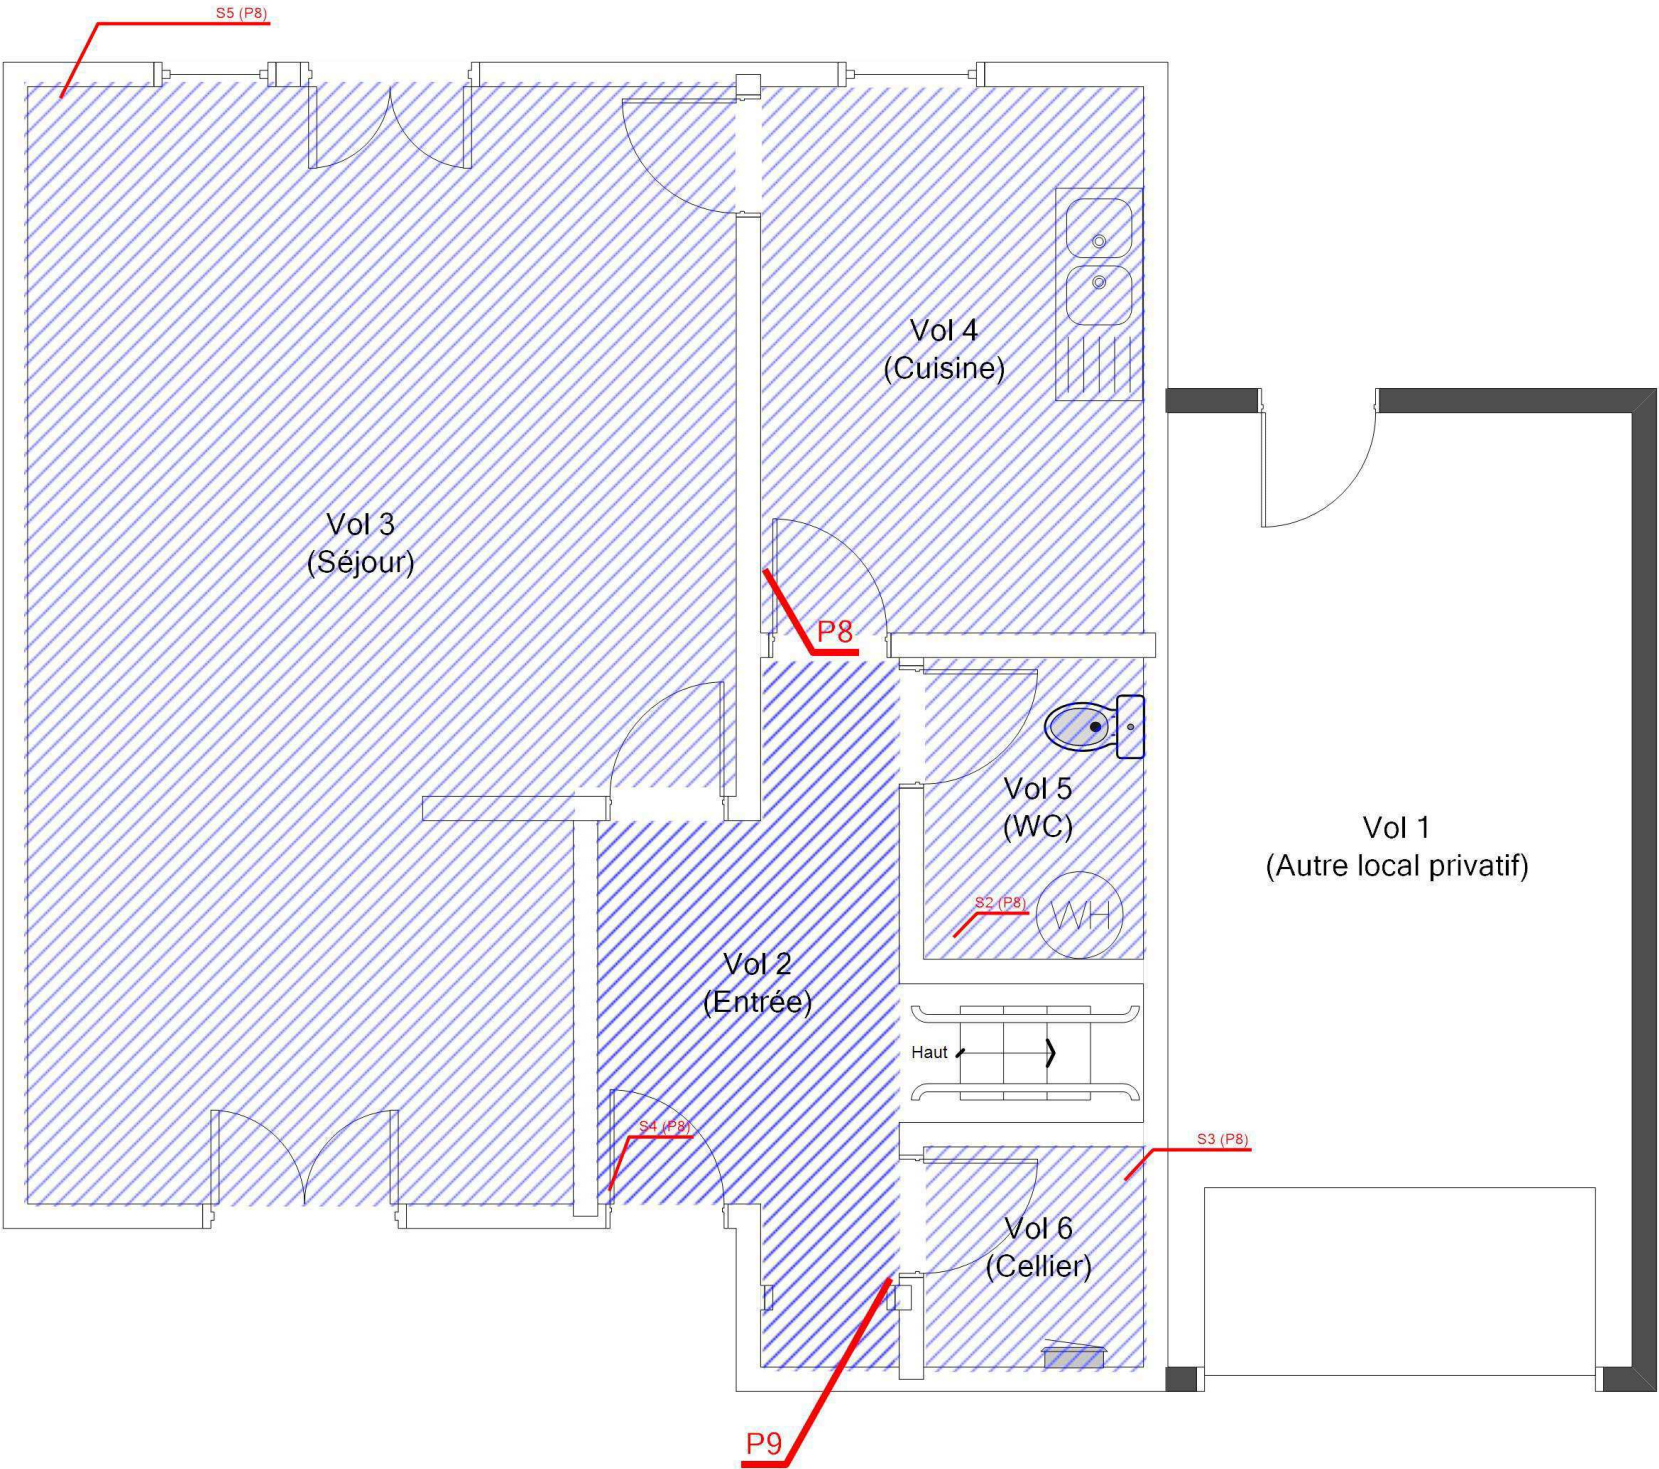 S5 (P8)
Vol 4
(Cuisine)
Vol 3
(Séjour)
P8
Vol 5
(WC)
Vol 1
(Autre local privatif)
S2 (P8)
WH
Vol 2
(Entrée)
Haut
S4 (P8)
S3 (P8)
Vol 6
(Cellier)
P9